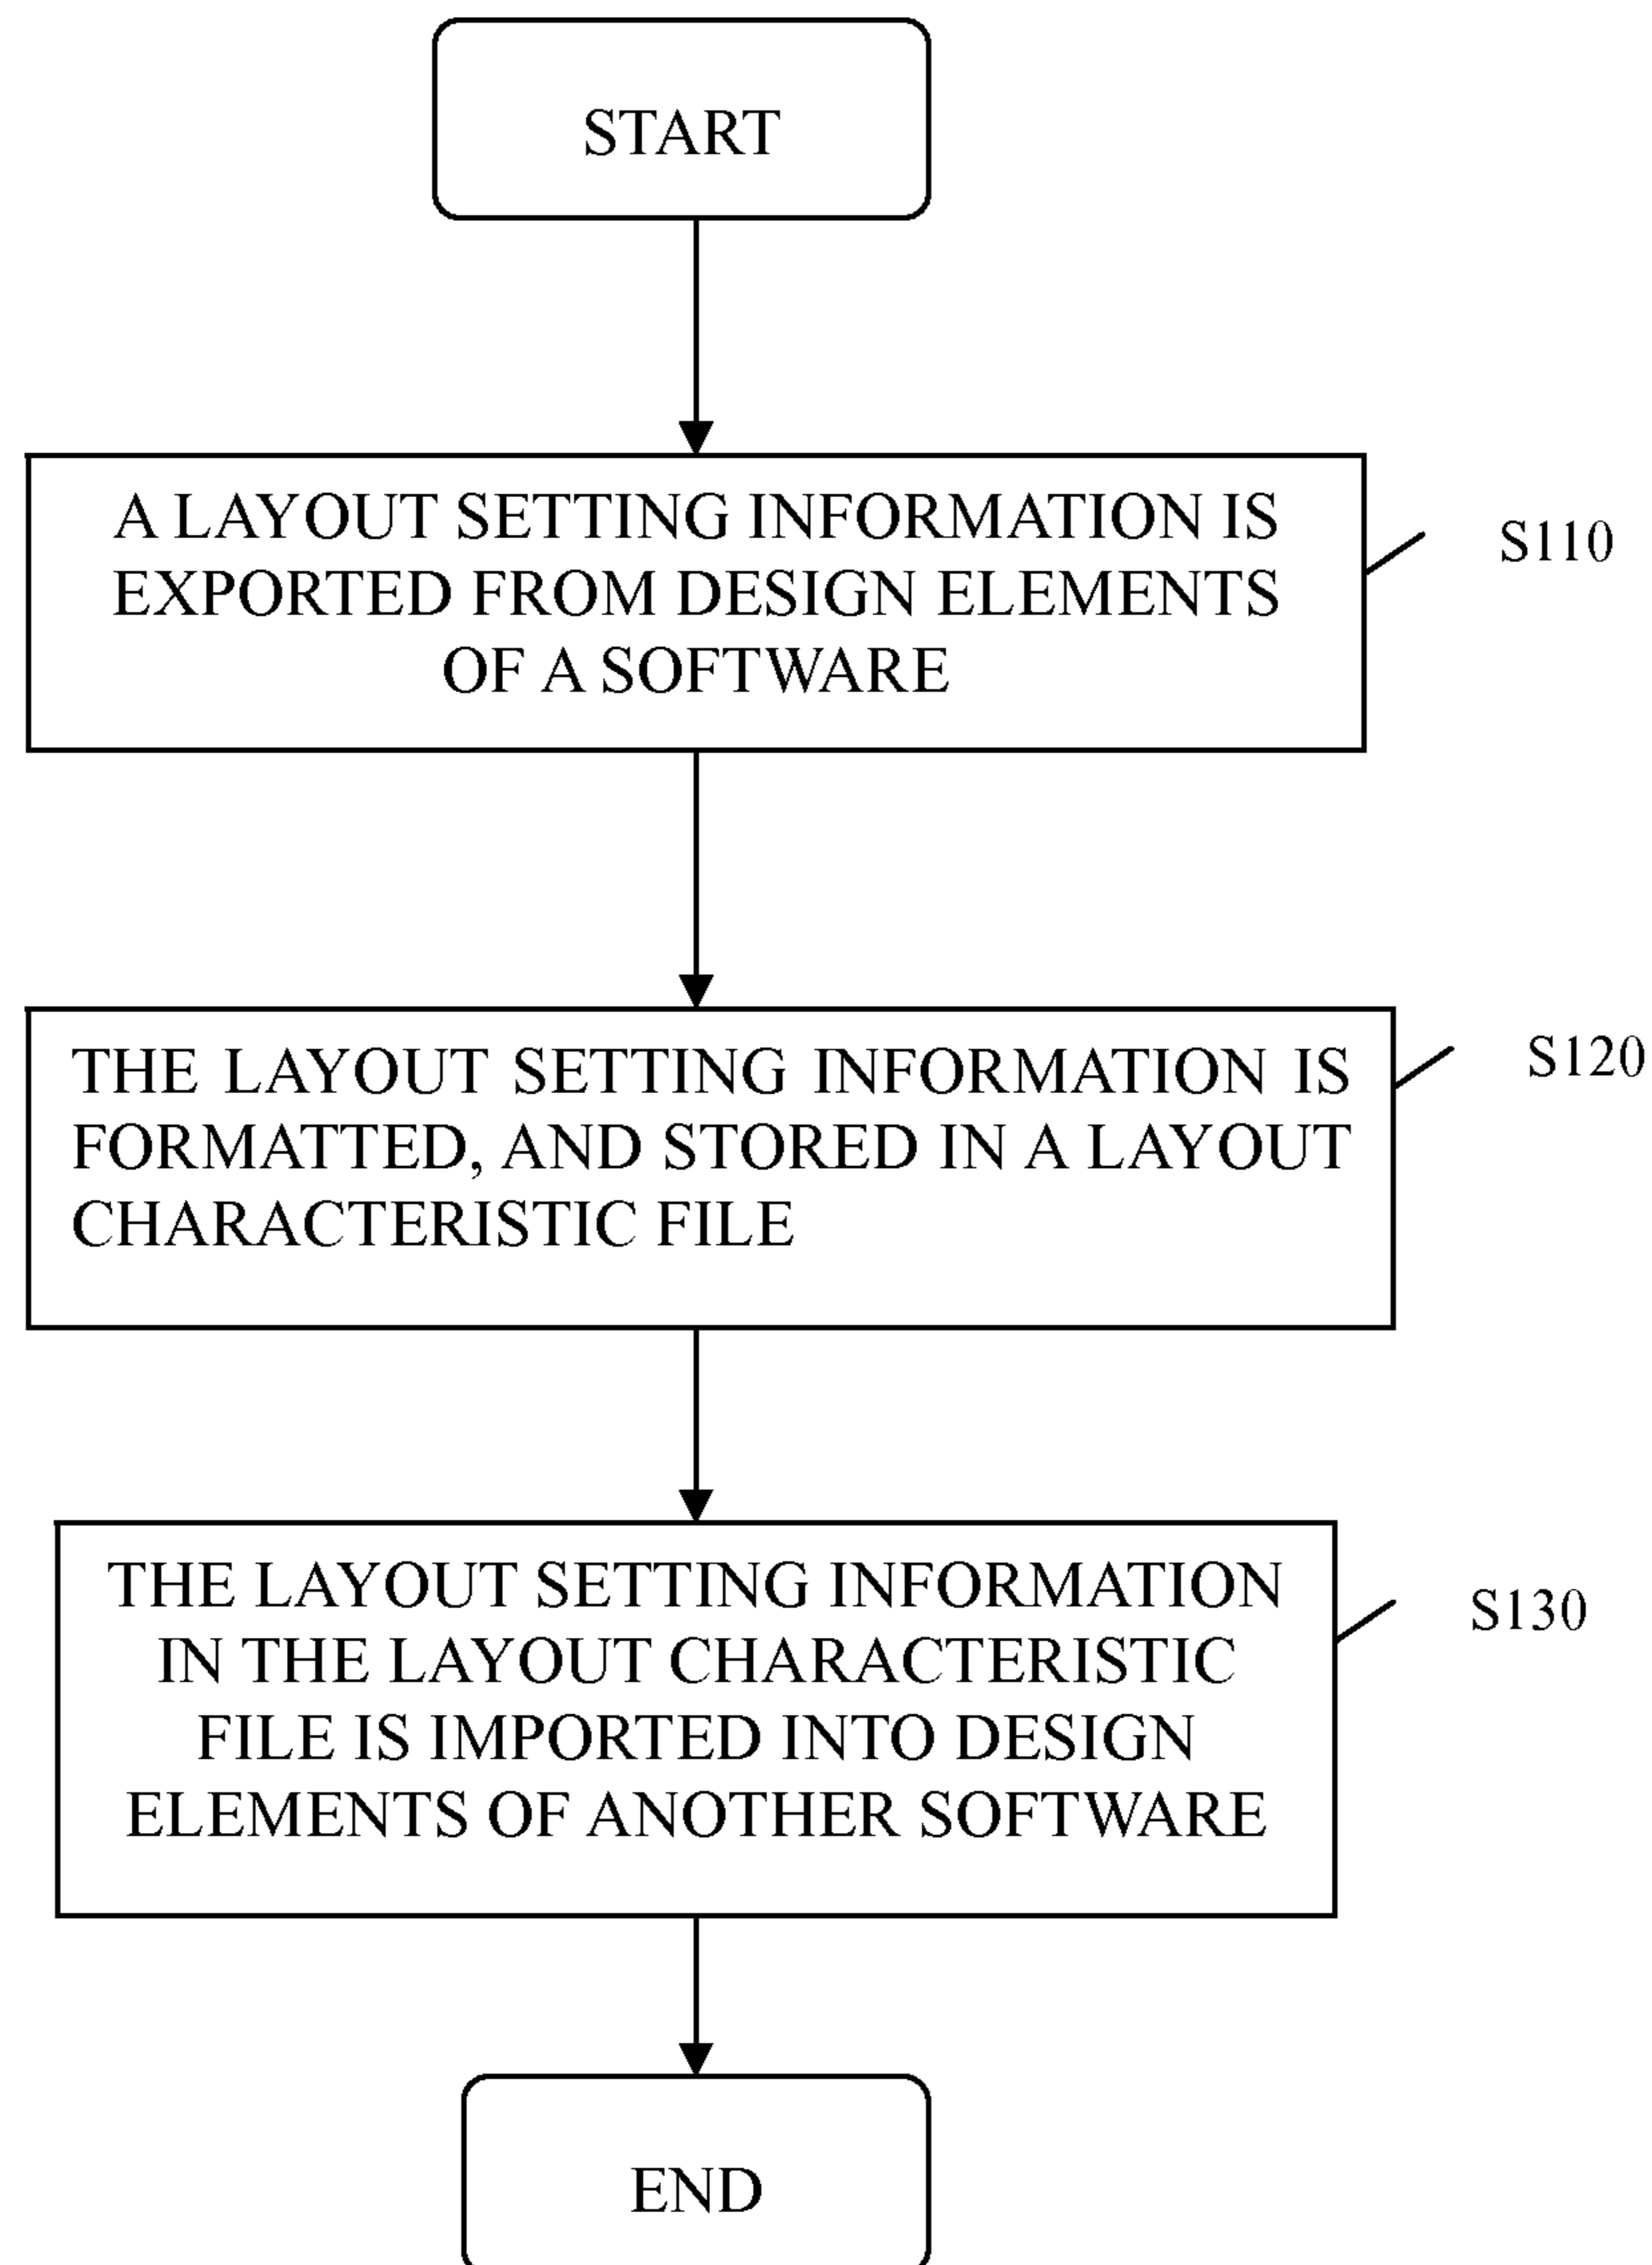 START
A LAYOUT SETTING INFORMATION IS
EXPORTED FROM DESIGN ELEMENTS
OF A SOFTWARE
S110
THE LAYOUT SETTING INFORMATION IS
FORMATTED, AND STORED IN A LAYOUT
CHARACTERISTIC FILE
S120
THE LAYOUT SETTING INFORMATION
IN THE LAYOUT CHARACTERISTIC
FILE IS IMPORTED INTO DESIGN
ELEMENTS OF ANOTHER SOFTWARE
S130
END